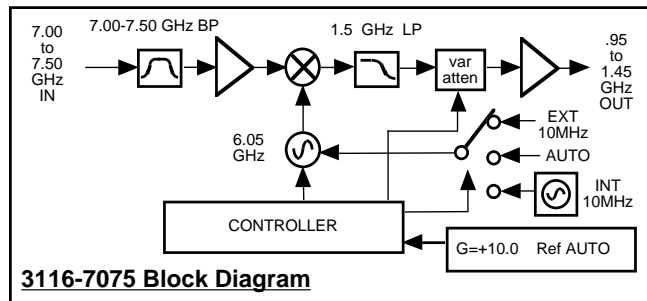 7.00
to
7.50
GHz
IN
7.00-7.50 GHz BP
1.5 GHz LP
var
atten
.95
to
1.45
GHz
OUT
6.05
GHz
EXT
10MHz
AUTO
INT
10MHz
CONTROLLER
G=+10.0 Ref AUTO
3116-7075 Block Diagram